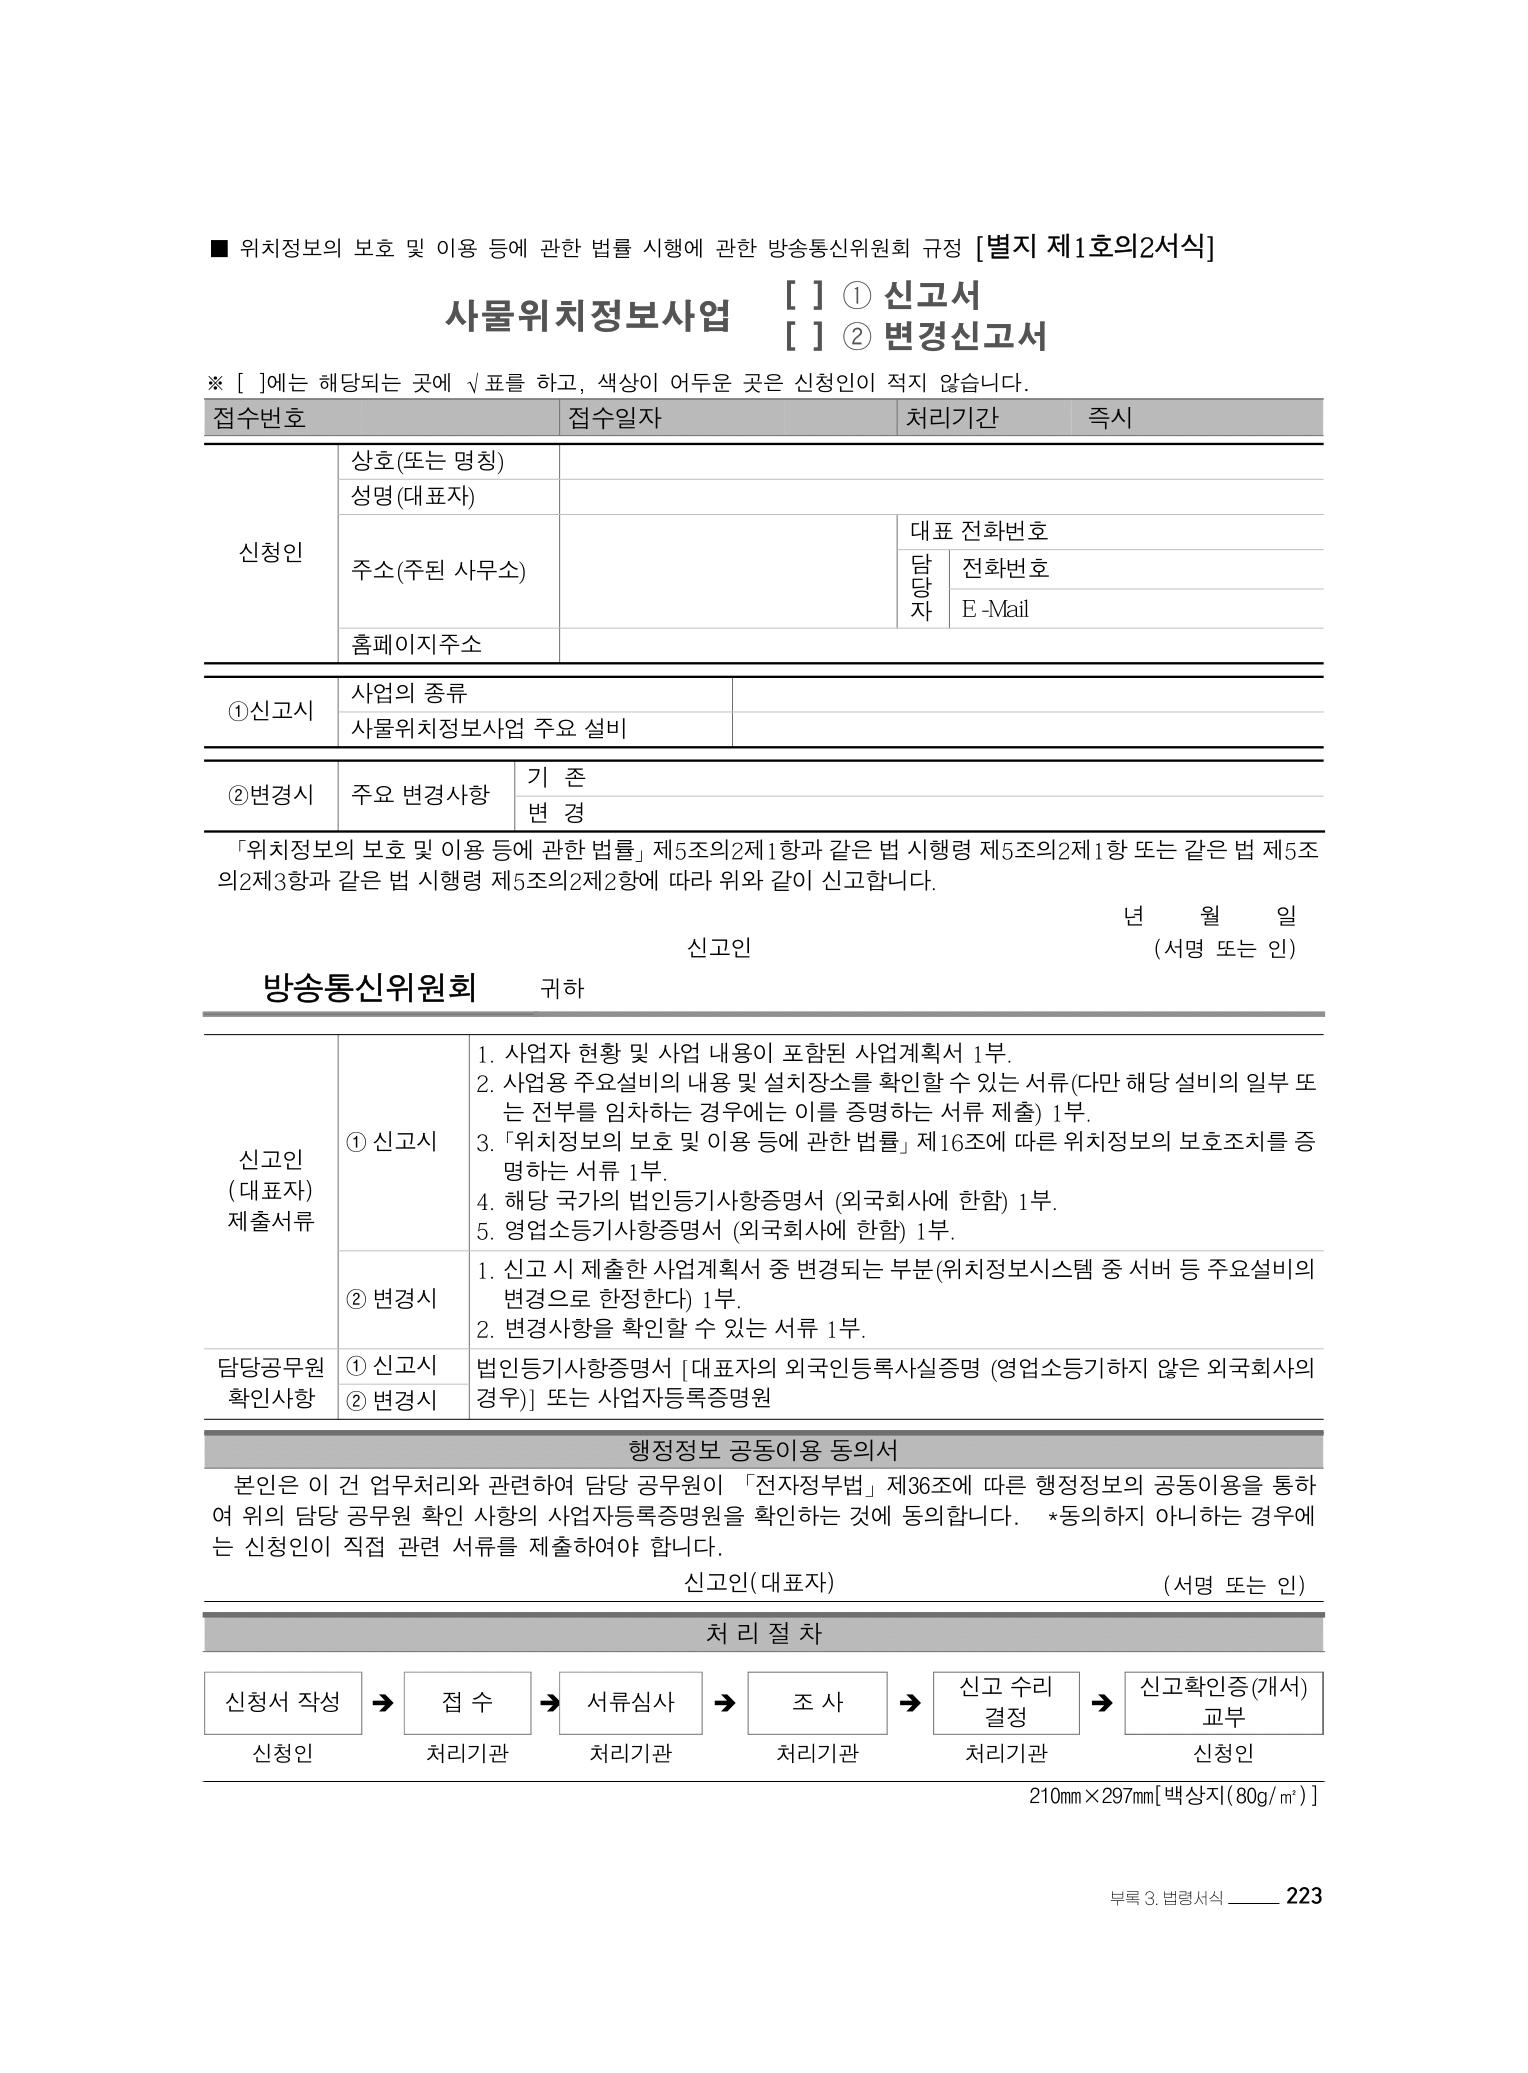 ■ 위치정보의 보호 및 이용 등에 관한 법률 시행에 관한 방송통신위원회 규정 [별지 제1호의2서식]
사물위치정보사업
[ ] ① 신고서
[ ] ② 변경신고서
※ [ ]에는 해당되는 곳에 √표를 하고, 색상이 어두운 곳은 신청인이 적지 않습니다.
접수번호 접수일자 처리기간 즉시
신청인
상호(또는 명칭)
성명(대표자)
주소(주된 사무소)
대표 전화번호
담당자
전화번호
E-Mail
홈페이지주소
①신고시
사업의 종류
사물위치정보사업 주요 설비
②변경시
주요 변경사항
기 존
변 경
「위치정보의 보호 및 이용 등에 관한 법률」제5조의2제1항과 같은 법 시행령 제5조의2제1항 또는 같은 법 제5조
의2제3항과 같은 법 시행령 제5조의2제2항에 따라 위와 같이 신고합니다.
년 월 일
신고인 (서명 또는 인)
방송통신위원회 귀하
신고인
(대표자)
제출서류
① 신고시
1. 사업자 현황 및 사업 내용이 포함된 사업계획서 1부.
2. 사업용 주요설비의 내용 및 설치장소를 확인할 수 있는 서류(다만 해당 설비의 일부 또
는 전부를 임차하는 경우에는 이를 증명하는 서류 제출) 1부.
3.「위치정보의 보호 및 이용 등에 관한 법률」제16조에 따른 위치정보의 보호조치를 증
명하는 서류 1부.
4. 해당 국가의 법인등기사항증명서 (외국회사에 한함) 1부.
5. 영업소등기사항증명서 (외국회사에 한함) 1부.
② 변경시
1. 신고 시 제출한 사업계획서 중 변경되는 부분(위치정보시스템 중 서버 등 주요설비의
변경으로 한정한다) 1부.
2. 변경사항을 확인할 수 있는 서류 1부.
담당공무원
확인사항
① 신고시
② 변경시
법인등기사항증명서 [대표자의 외국인등록사실증명 (영업소등기하지 않은 외국회사의
경우)] 또는 사업자등록증명원
행정정보 공동이용 동의서
본인은 이 건 업무처리와 관련하여 담당 공무원이 「전자정부법」제36조에 따른 행정정보의 공동이용을 통하
여 위의 담당 공무원 확인 사항의 사업자등록증명원을 확인하는 것에 동의합니다. *동의하지 아니하는 경우에
는 신청인이 직접 관련 서류를 제출하여야 합니다.
신고인(대표자) (서명 또는 인)
처 리 절 차
신청서 작성 ➔ 접 수 ➔ 서류심사 ➔ 조 사 ➔ 신고 수리 결정 ➔ 신고확인증(개서) 교부
신청인 처리기관 처리기관 처리기관 처리기관 신청인
210㎜×297㎜[백상지(80g/㎡)]
부록 3. 법령서식 223